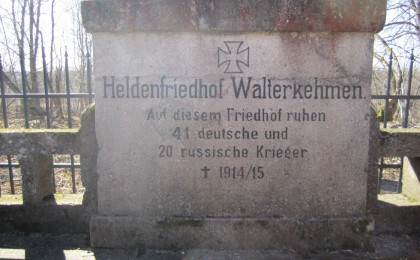 Heldenfriedhof Walterkehmen.
Auf diesem Friedhof ruhen
41 deutsche und
20 russische Krieger
† 1914/15